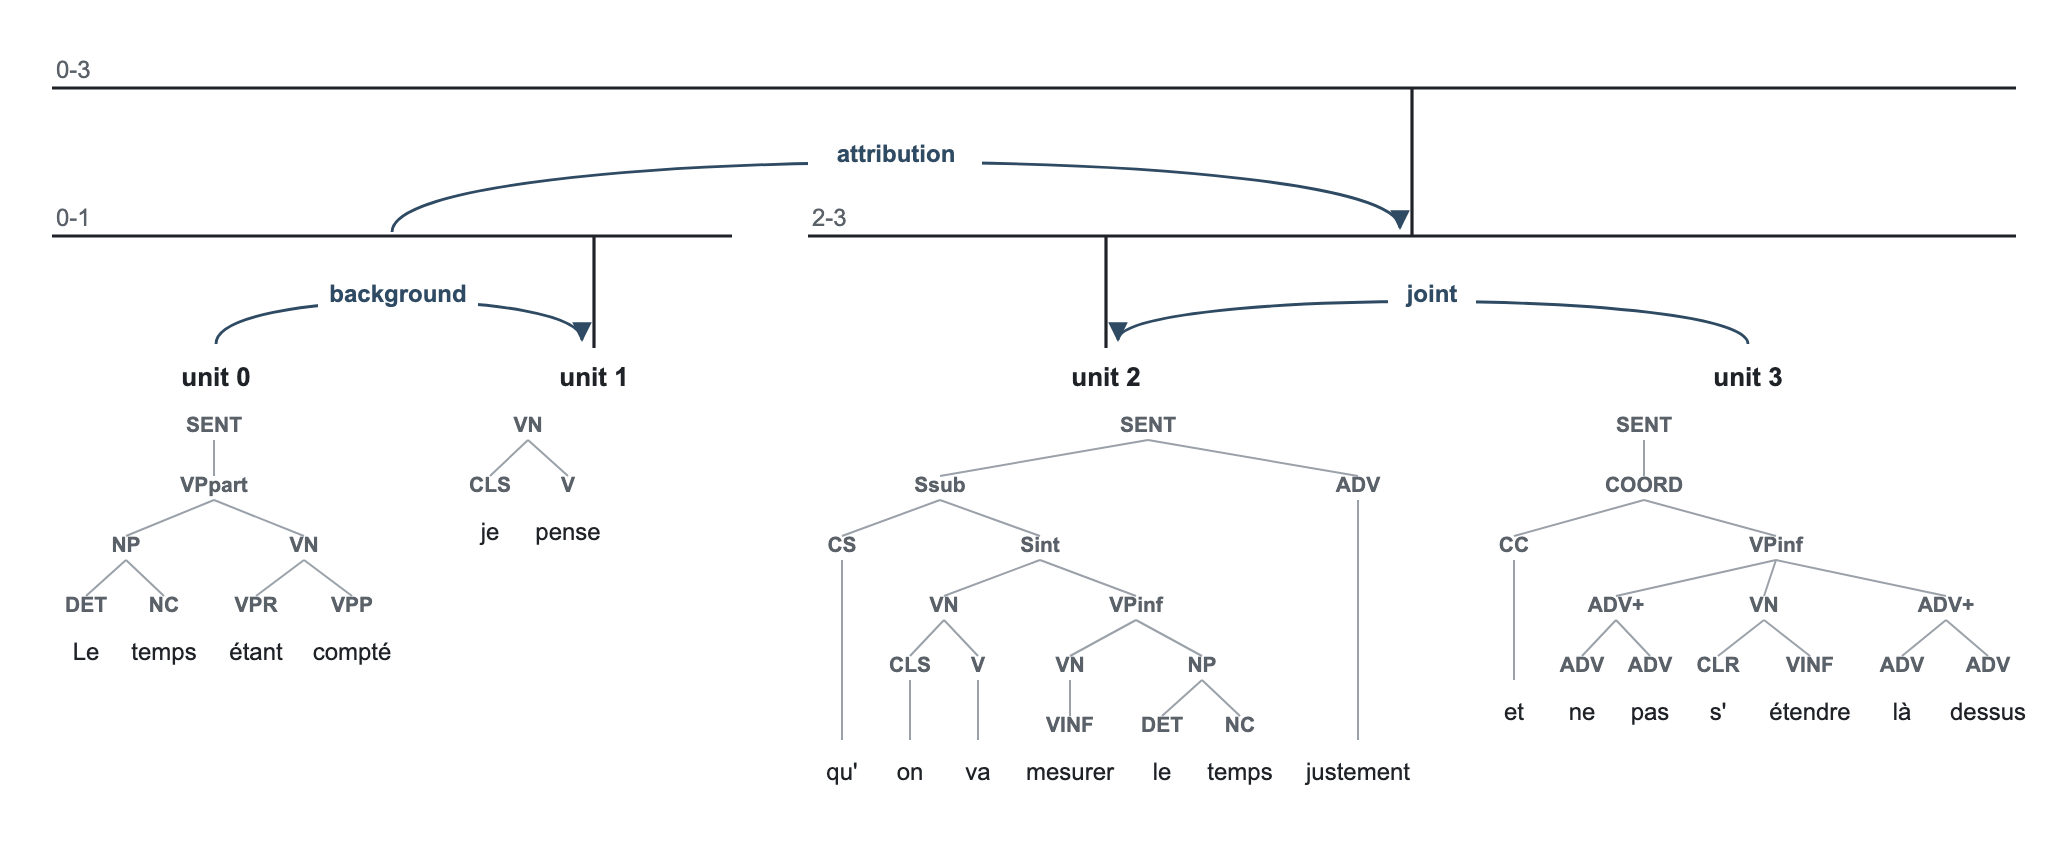 0-3
attribution
0-1 2-3
background joint
unit 0 unit 1 unit 2 unit 3
SENT VN SENT SENT
VPpart CLS V Ssub ADV COORD
je pense
NP VN CS Sint CC VPinf
DET NC VPR VPP VN VPinf ADV+ VN ADV+
Le temps étant compté
CLS V VN NP ADV ADV CLR VINF ADV ADV
et ne pas s' étendre là dessus
VINF DET NC
qu' on va mesurer le temps justement